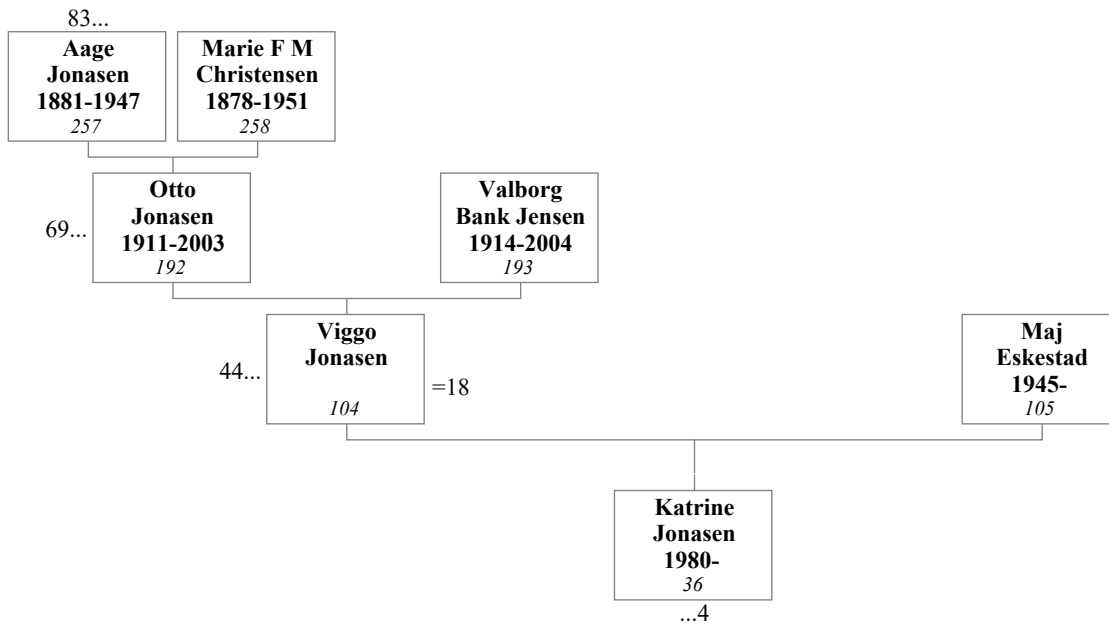 83...
Aage
Jonasen
1881-1947
257
Marie F M
Christensen
1878-1951
258
69...
Otto
Jonasen
1911-2003
192
Valborg
Bank Jensen
1914-2004
193
44...
Viggo
Jonasen
104
=18
Maj
Eskestad
1945-
105
Katrine
Jonasen
1980-
36
...4